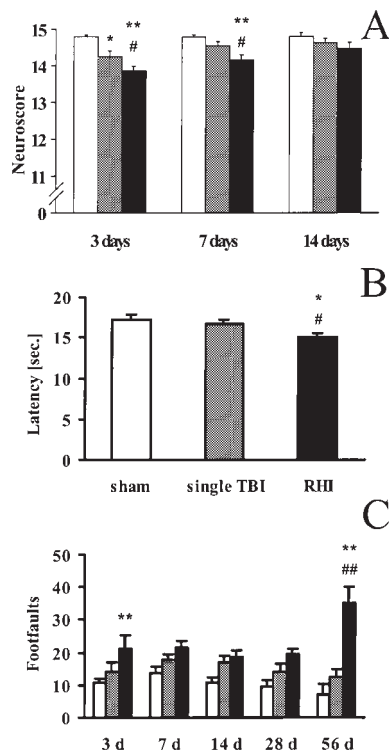 A
Neuroscore
15
14
13
12
11
0
*
**
#
**
#
3 days
7 days
14 days
B
Latency [sec.]
20
15
10
5
0
*
#
sham
single TBI
RHI
C
Footfaults
50
40
30
20
10
0
**
**
##
3 d
7 d
14 d
28 d
56 d